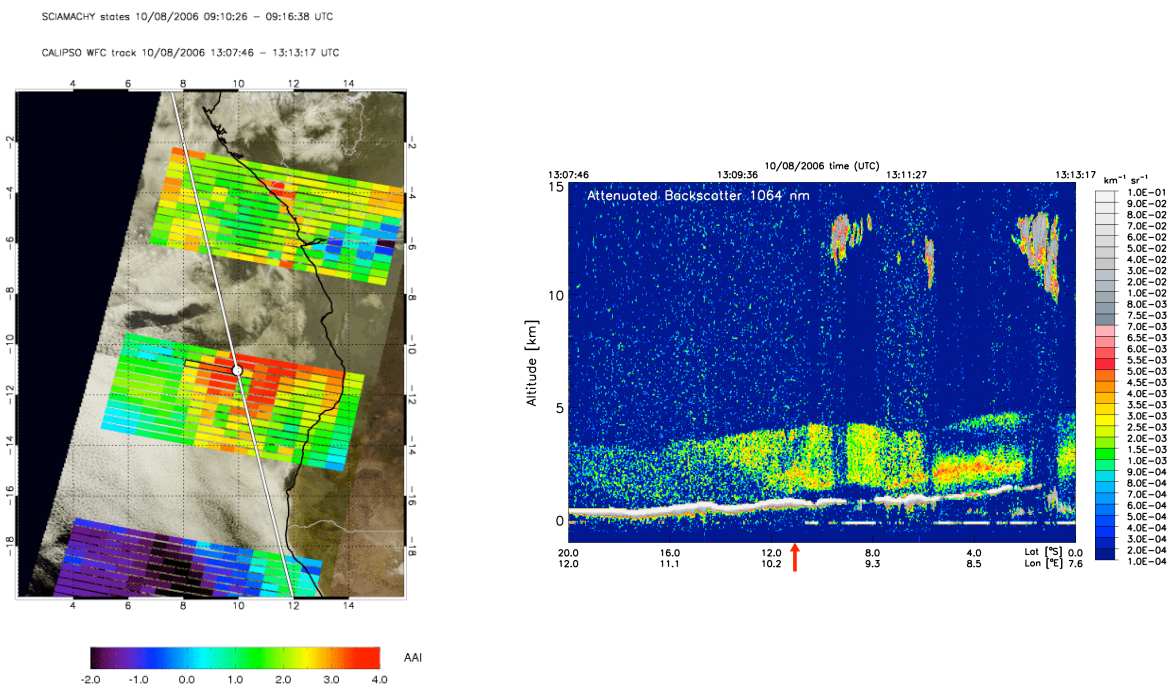 SCIAMACHY states 10/08/2006 09:10:26 – 09:16:38 UTC
CALIPSO WFC track 10/08/2006 13:07:46 – 13:13:17 UTC
4 6 8 10 12 14
-2 -2
-4 -4
-6 -6
-8 -8
-10 -10
-12 -12
-14 -14
-16 -16
-18 -18
4 6 8 10 12 14
AAI
-2.0 -1.0 0.0 1.0 2.0 3.0 4.0
10/08/2006 time (UTC)
13:07:46 13:09:36 13:11:27 13:13:17
Attenuated Backscatter 1064 nm
Altitude [km]
15
10
5
0
20.0 16.0 12.0 8.0 4.0 Lat [°S] 0.0
12.0 11.1 10.2 9.3 8.5 Lon [°E] 7.6
km⁻¹ sr⁻¹
1.0E-01
9.0E-02
8.0E-02
7.0E-02
6.0E-02
5.0E-02
4.0E-02
3.0E-02
2.0E-02
1.0E-02
8.0E-03
7.5E-03
7.0E-03
6.5E-03
6.0E-03
5.5E-03
5.0E-03
4.5E-03
4.0E-03
3.5E-03
3.0E-03
2.5E-03
2.0E-03
1.5E-03
1.0E-03
9.0E-04
8.0E-04
7.0E-04
6.0E-04
5.0E-04
4.0E-04
3.0E-04
2.0E-04
1.0E-04